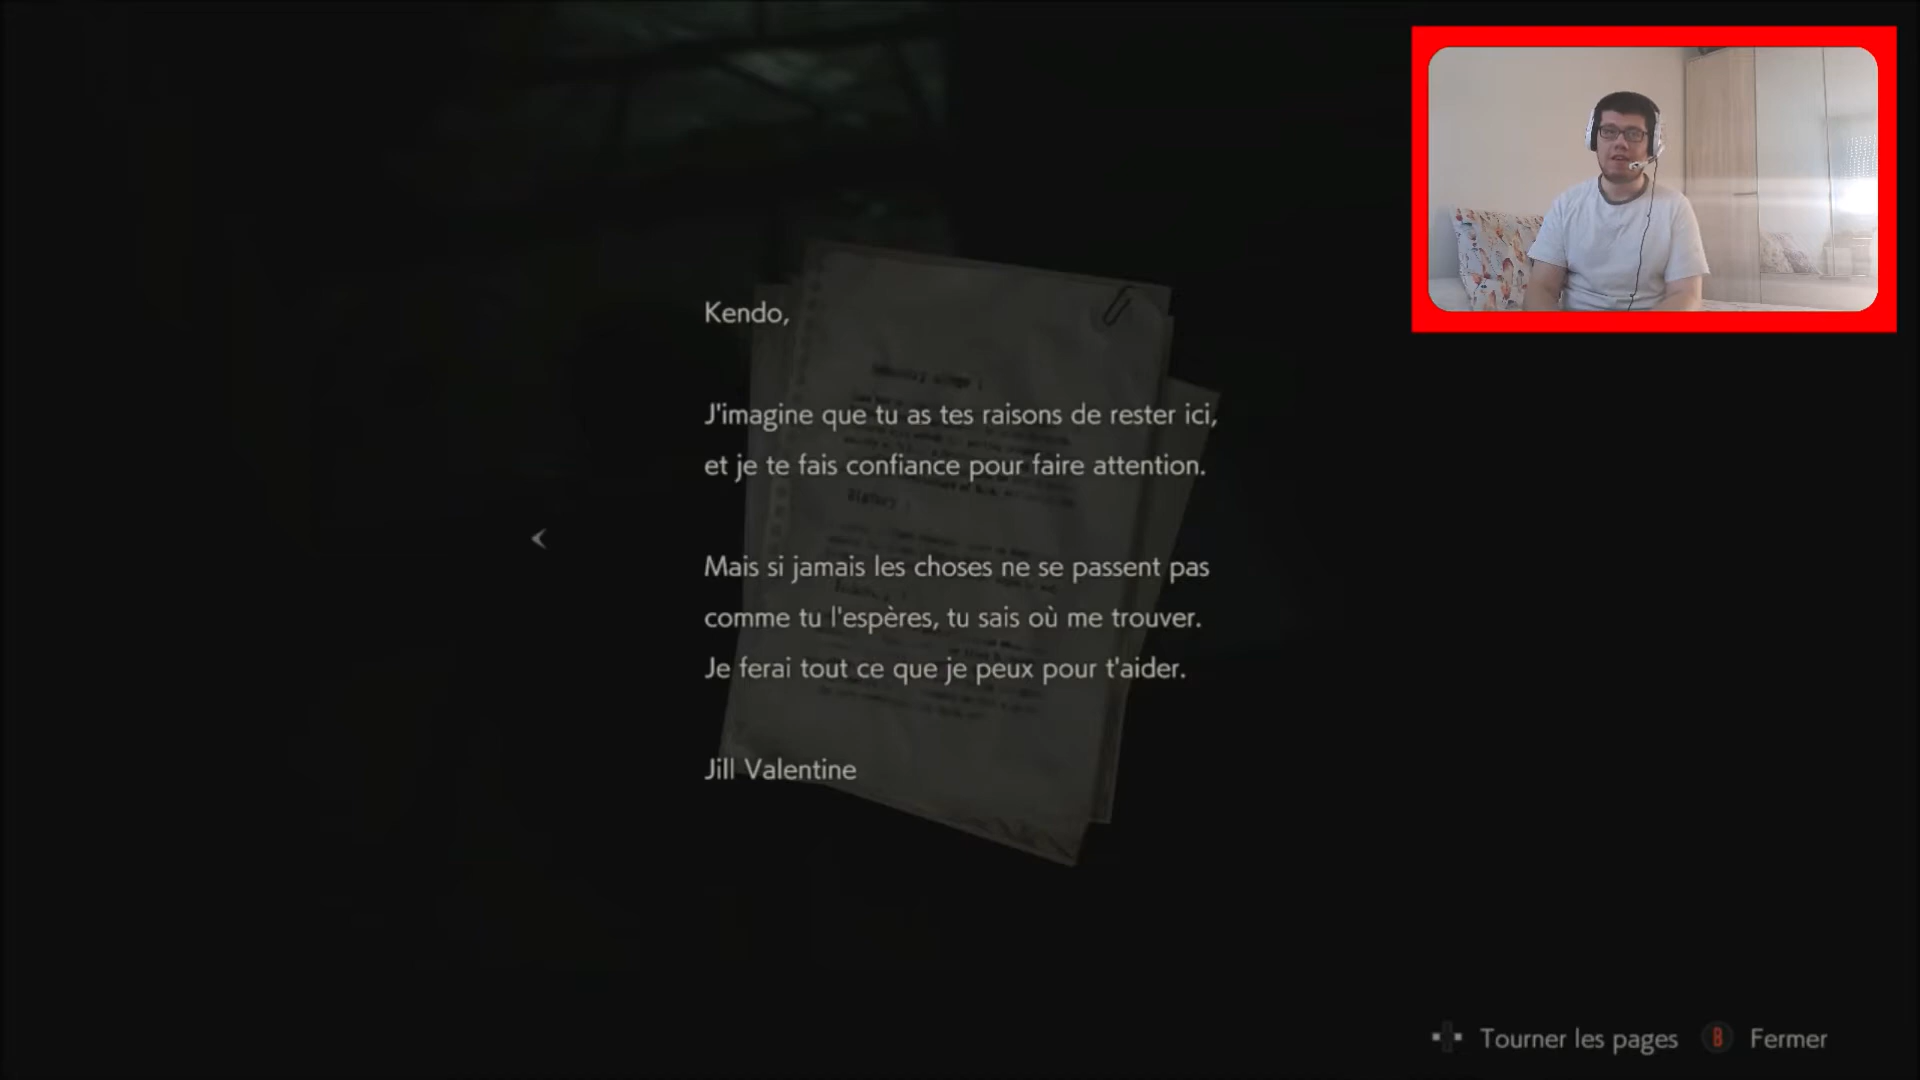 Kendo,
J'imagine que tu as tes raisons de rester ici,
et je te fais confiance pour faire attention.
Mais si jamais les choses ne se passent pas
comme tu l'espères, tu sais où me trouver.
Je ferai tout ce que je peux pour t'aider.
Jill Valentine
Tourner les pages B Fermer